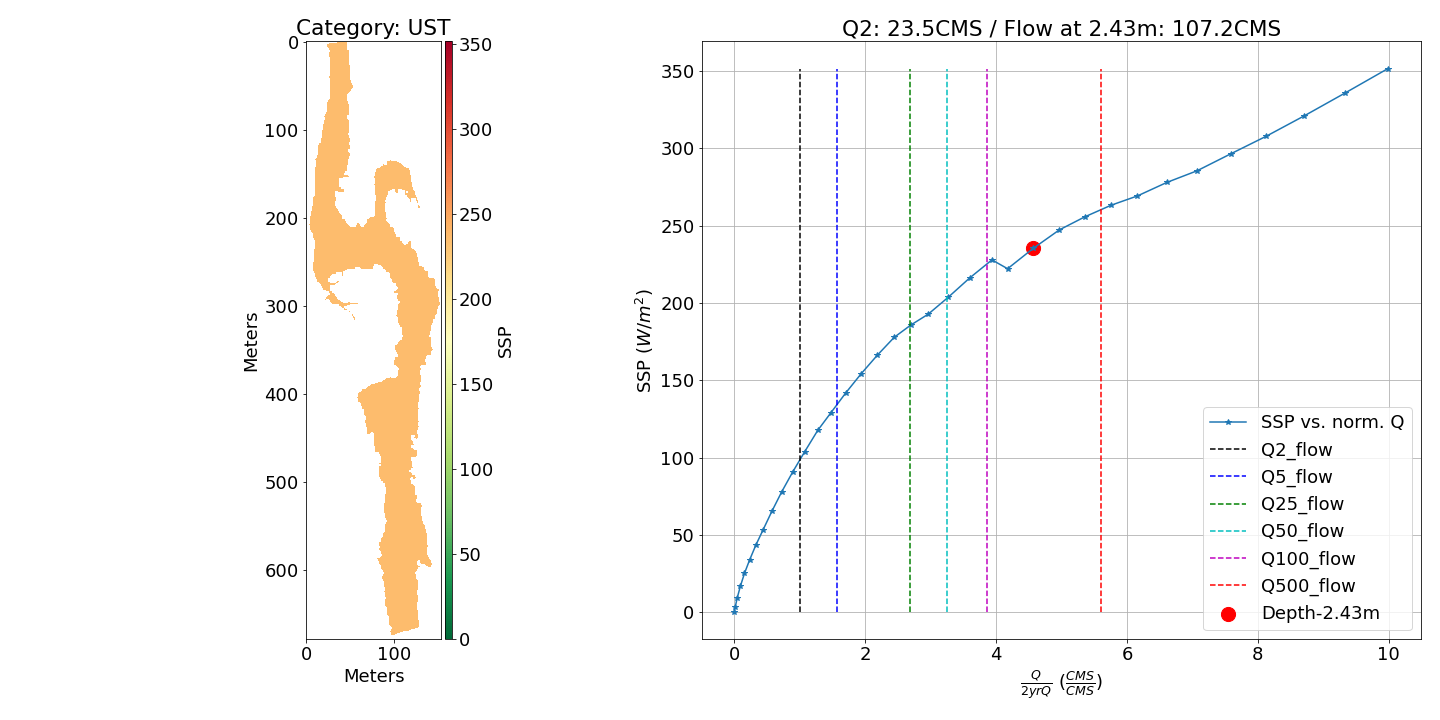 Category: UST
0
100
200
300
400
500
600
Meters
0
100
Meters
350
300
250
200
150
100
50
0
SSP
Q2: 23.5CMS / Flow at 2.43m: 107.2CMS
350
300
250
200
150
100
50
0
SSP (W/m²)
0
2
4
6
8
10
Q/2yrQ (CMS/CMS)
SSP vs. norm. Q
Q2_flow
Q5_flow
Q25_flow
Q50_flow
Q100_flow
Q500_flow
Depth-2.43m